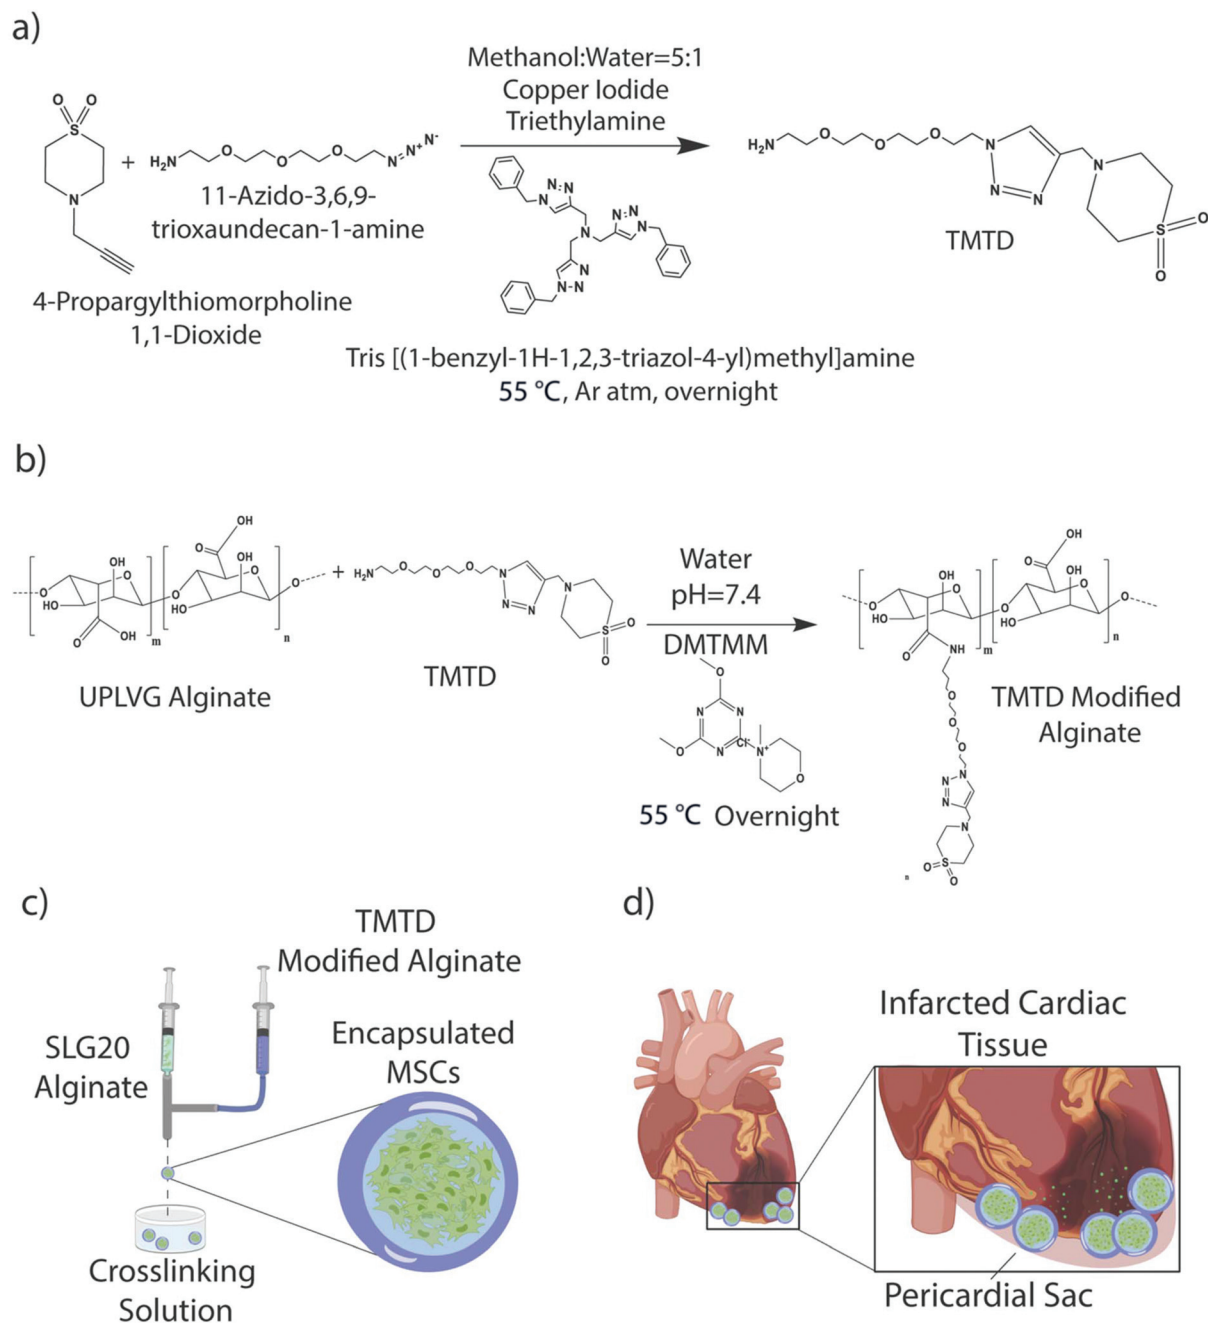 a)
Methanol:Water=5:1
Copper Iodide
Triethylamine
+
11-Azido-3,6,9-
trioxaundecan-1-amine
4-Propargylthiomorpholine
1,1-Dioxide
TMTD
Tris [(1-benzyl-1H-1,2,3-triazol-4-yl)methyl]amine
55 °C, Ar atm, overnight
b)
+
Water
pH=7.4
DMTMM
UPLVG Alginate
TMTD
TMTD Modified
Alginate
55 °C Overnight
c)
TMTD
Modified Alginate
SLG20
Alginate
Encapsulated
MSCs
Crosslinking
Solution
d)
Infarcted Cardiac
Tissue
Pericardial Sac